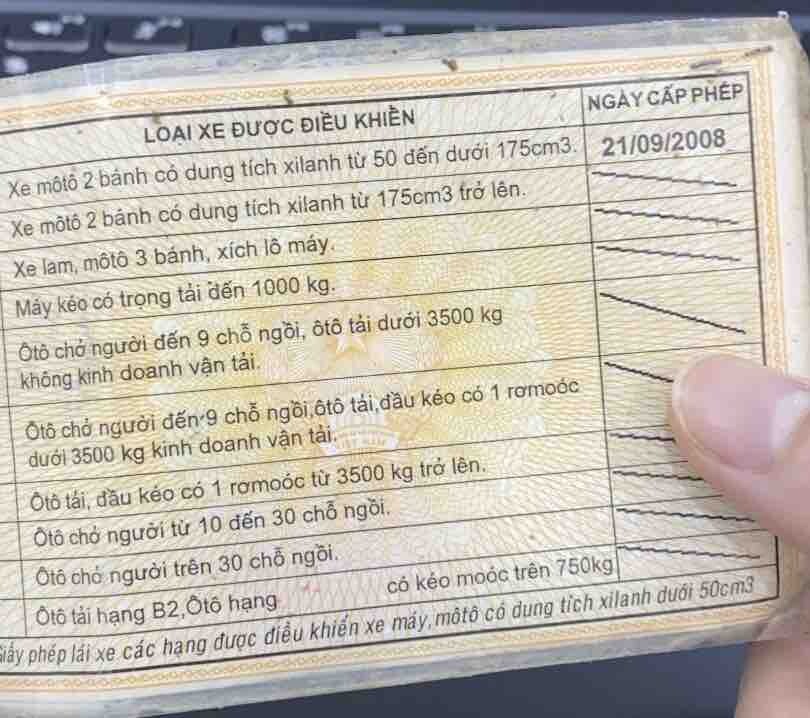 LOẠI XE ĐƯỢC ĐIỀU KHIỂN
NGÀY CẤP PHÉP
Xe môtô 2 bánh có dung tích xilanh từ 50 đến dưới 175cm3.
21/09/2008
Xe môtô 2 bánh có dung tích xilanh từ 175cm3 trở lên.
Xe lam, môtô 3 bánh, xích lô máy.
Máy kéo có trọng tải đến 1000 kg.
Ôtô chở người đến 9 chỗ ngồi, ôtô tải dưới 3500 kg
không kinh doanh vận tải.
Ôtô chở người đến 9 chỗ ngồi,ôtô tải,đầu kéo có 1 rơmoóc
dưới 3500 kg kinh doanh vận tải.
Ôtô tải, đầu kéo có 1 rơmoóc từ 3500 kg trở lên.
Ôtô chở người từ 10 đến 30 chỗ ngồi.
Ôtô chở người trên 30 chỗ ngồi.
Ôtô tải hạng B2,Ôtô hạng có kéo moóc trên 750kg
Giấy phép lái xe các hạng được điều khiển xe máy,môtô có dung tích xilanh dưới 50cm3